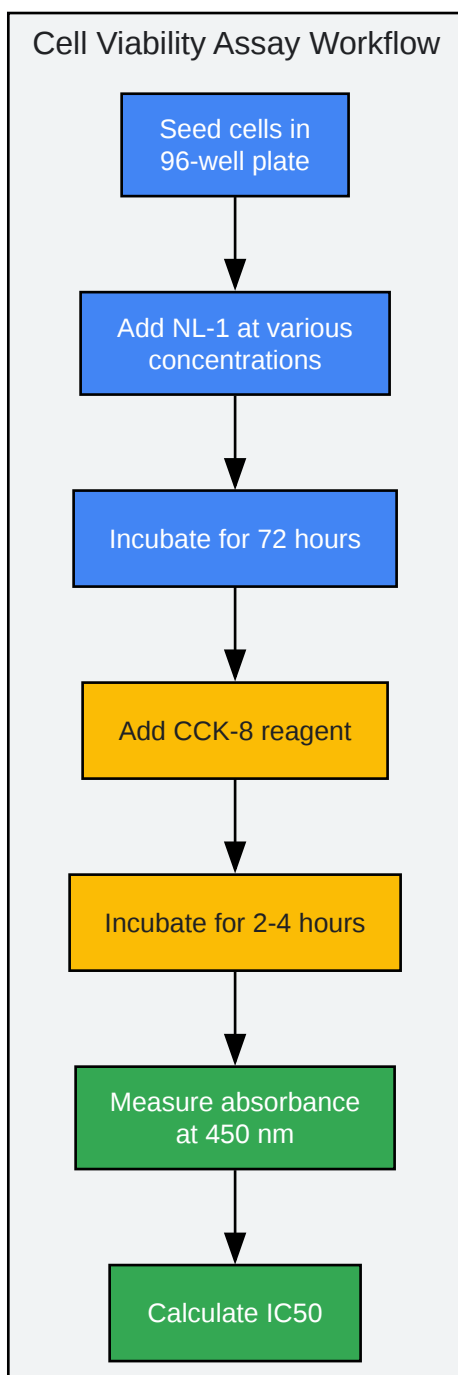 Cell Viability Assay Workflow
Seed cells in
96-well plate
Add NL-1 at various
concentrations
Incubate for 72 hours
Add CCK-8 reagent
Incubate for 2-4 hours
Measure absorbance
at 450 nm
Calculate IC50